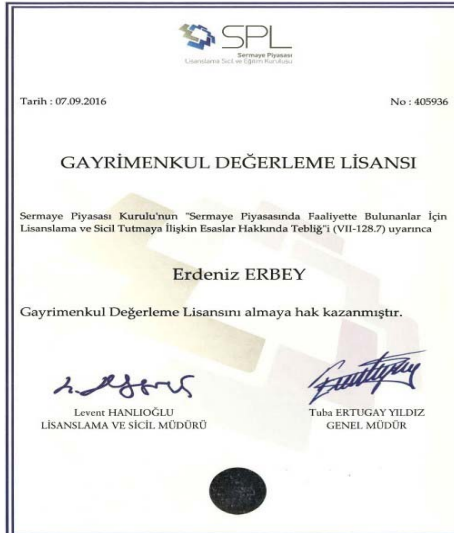 SPL
Sermaye Piyasası
Lisanslama Sicil ve Eğitim Kuruluşu
Tarih : 07.09.2016
No : 405936
GAYRİMENKUL DEĞERLEME LİSANSI
Sermaye Piyasası Kurulu'nun "Sermaye Piyasasında Faaliyette Bulunanlar İçin
Lisanslama ve Sicil Tutmaya İlişkin Esaslar Hakkında Tebliğ"i (VII-128.7) uyarınca
Erdeniz ERBEY
Gayrimenkul Değerleme Lisansını almaya hak kazanmıştır.
Levent HANLIOĞLU
LİSANSLAMA VE SİCİL MÜDÜRÜ
Tuba ERTUGAY YILDIZ
GENEL MÜDÜR